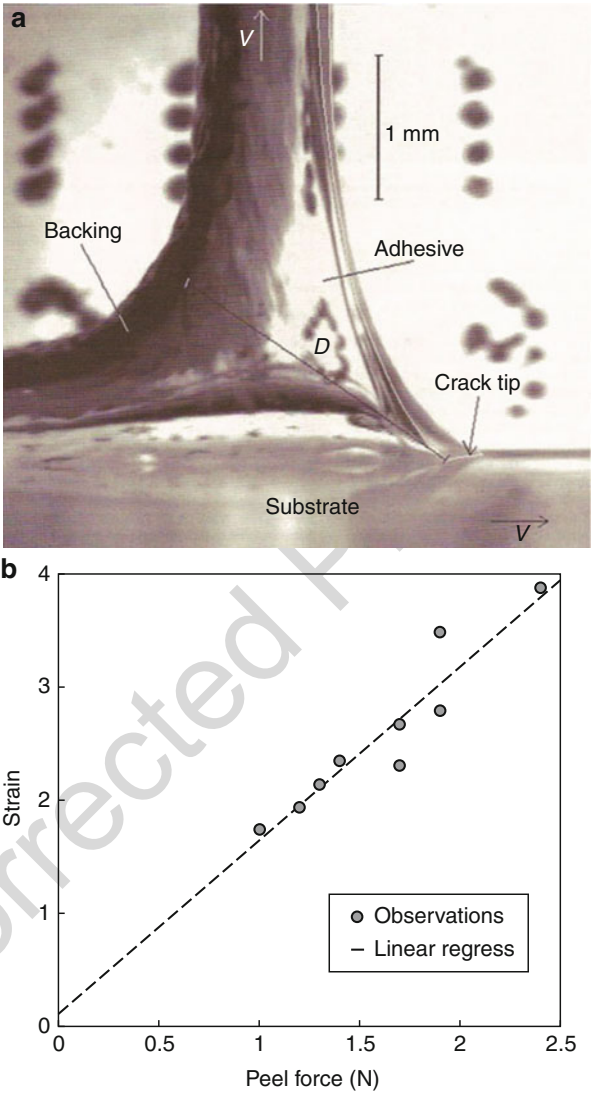 a
V
1 mm
Backing
Adhesive
D
Crack tip
Substrate
V
b
4
3
2
1
0
Strain
0 0.5 1 1.5 2 2.5
Peel force (N)
Observations
Linear regress